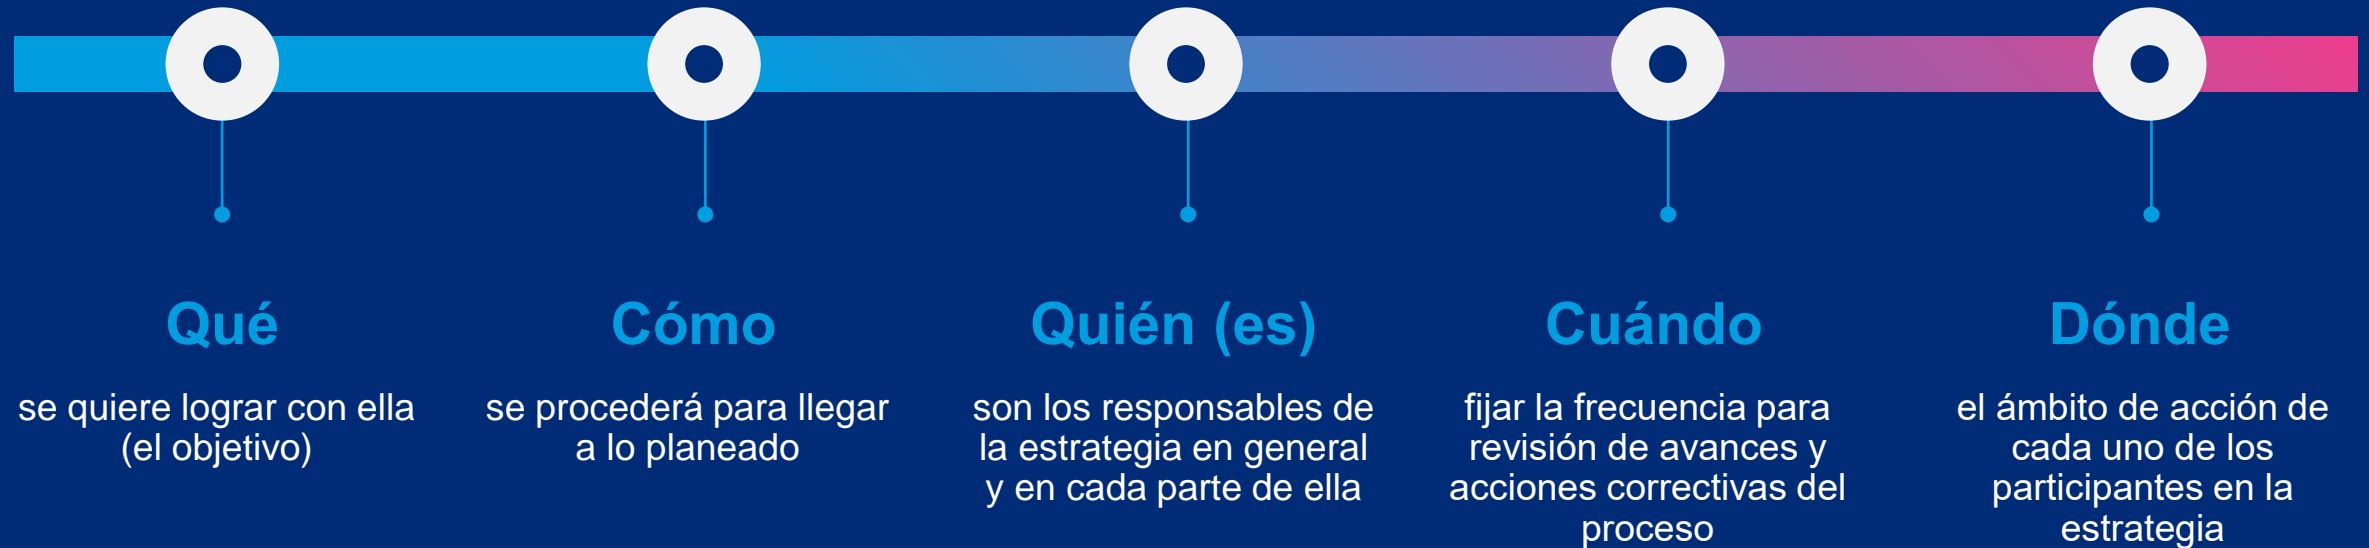 Qué
se quiere lograr con ella
(el objetivo)
Cómo
se procederá para llegar
a lo planeado
Quién (es)
son los responsables de
la estrategia en general
y en cada parte de ella
Cuándo
fijar la frecuencia para
revisión de avances y
acciones correctivas del
proceso
Dónde
el ámbito de acción de
cada uno de los
participantes en la
estrategia